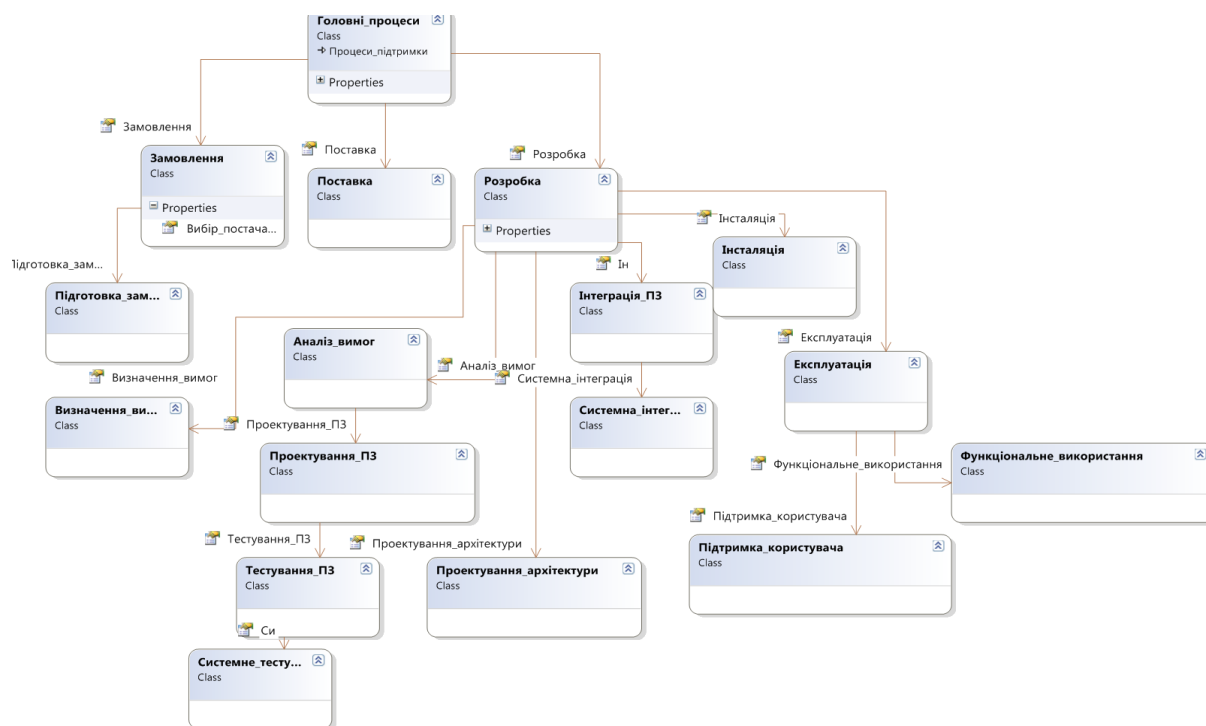 Головні_процеси
Class
Процеси_підтримки
Properties
Замовлення
Поставка
Розробка
Замовлення
Class
Properties
Вибір_постача...
Поставка
Class
Розробка
Class
Properties
Інсталяція
Інсталяція
Class
Ін
Підготовка_зам...
Підготовка_зам...
Class
Інтеграція_ПЗ
Class
Експлуатація
Аналіз_вимог
Class
Аналіз_вимог
Системна_інтеграція
Експлуатація
Class
Визначення_вимог
Визначення_ви...
Class
Проектування_ПЗ
Системна_інтег...
Class
Проектування_ПЗ
Class
Функціональне_використання
Функціональне_використання
Class
Підтримка_користувача
Підтримка_користувача
Class
Тестування_ПЗ
Проектування_архітектури
Тестування_ПЗ
Class
Проектування_архітектури
Class
Си
Системне_тесту...
Class